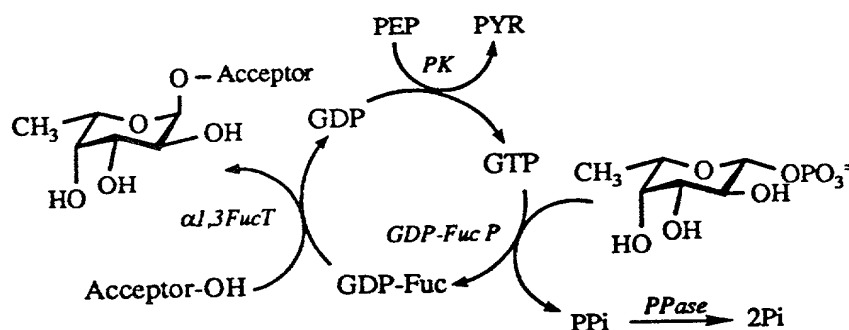 PEP
PYR
PK
O–Acceptor
CH₃
O
OH
HO
OH
GDP
GTP
α1,3FucT
GDP-Fuc P
CH₃
O
OPO₃⁼
OH
HO
OH
Acceptor-OH
GDP-Fuc
PPi
PPase
2Pi